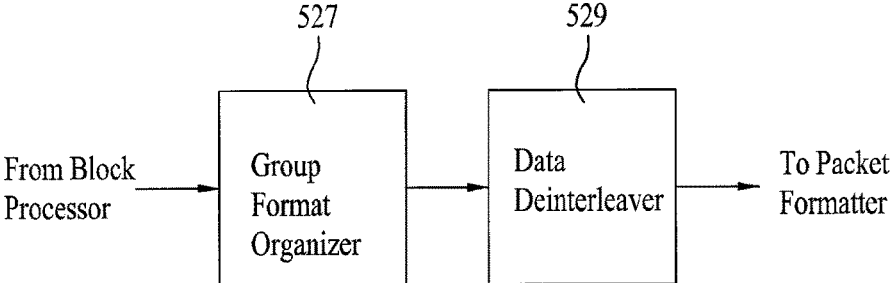 527
529
From Block
Processor
Group
Format
Organizer
Data
Deinterleaver
To Packet
Formatter